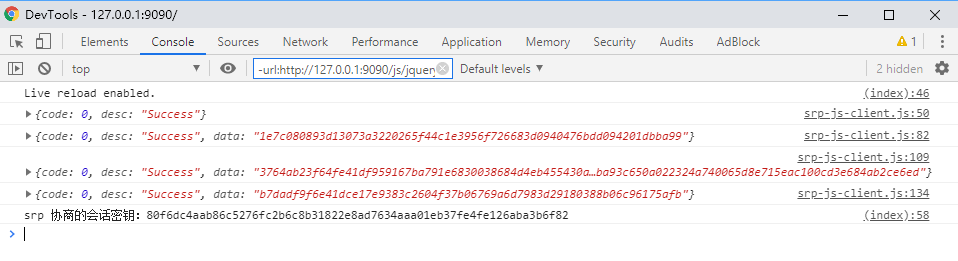 DevTools - 127.0.0.1:9090/
Elements Console Sources Network Performance Application Memory Security Audits AdBlock 1
top -url:http://127.0.0.1:9090/js/jquery Default levels 2 hidden
Live reload enabled. (index):46
{code: 0, desc: "Success"} srp-js-client.js:50
{code: 0, desc: "Success", data: "1e7c080893d13073a3220265f44c1e3956f726683d0940476bdd094201dbba99"} srp-js-client.js:82
srp-js-client.js:109
{code: 0, desc: "Success", data: "3764ab23f64fe41df959167ba791e6830038684d4eb455430a…ba93c650a022324a740065d8e715eac100cd3e684ab2ce6ed"}
{code: 0, desc: "Success", data: "b7dadf9f6e41dce17e9383c2604f37b06769a6d7983d29180388b06c96175afb"} srp-js-client.js:134
srp 协商的会话密钥: 80f6dc4aab86c5276fc2b6c8b31822e8ad7634aaa01eb37fe4fe126aba3b6f82 (index):58